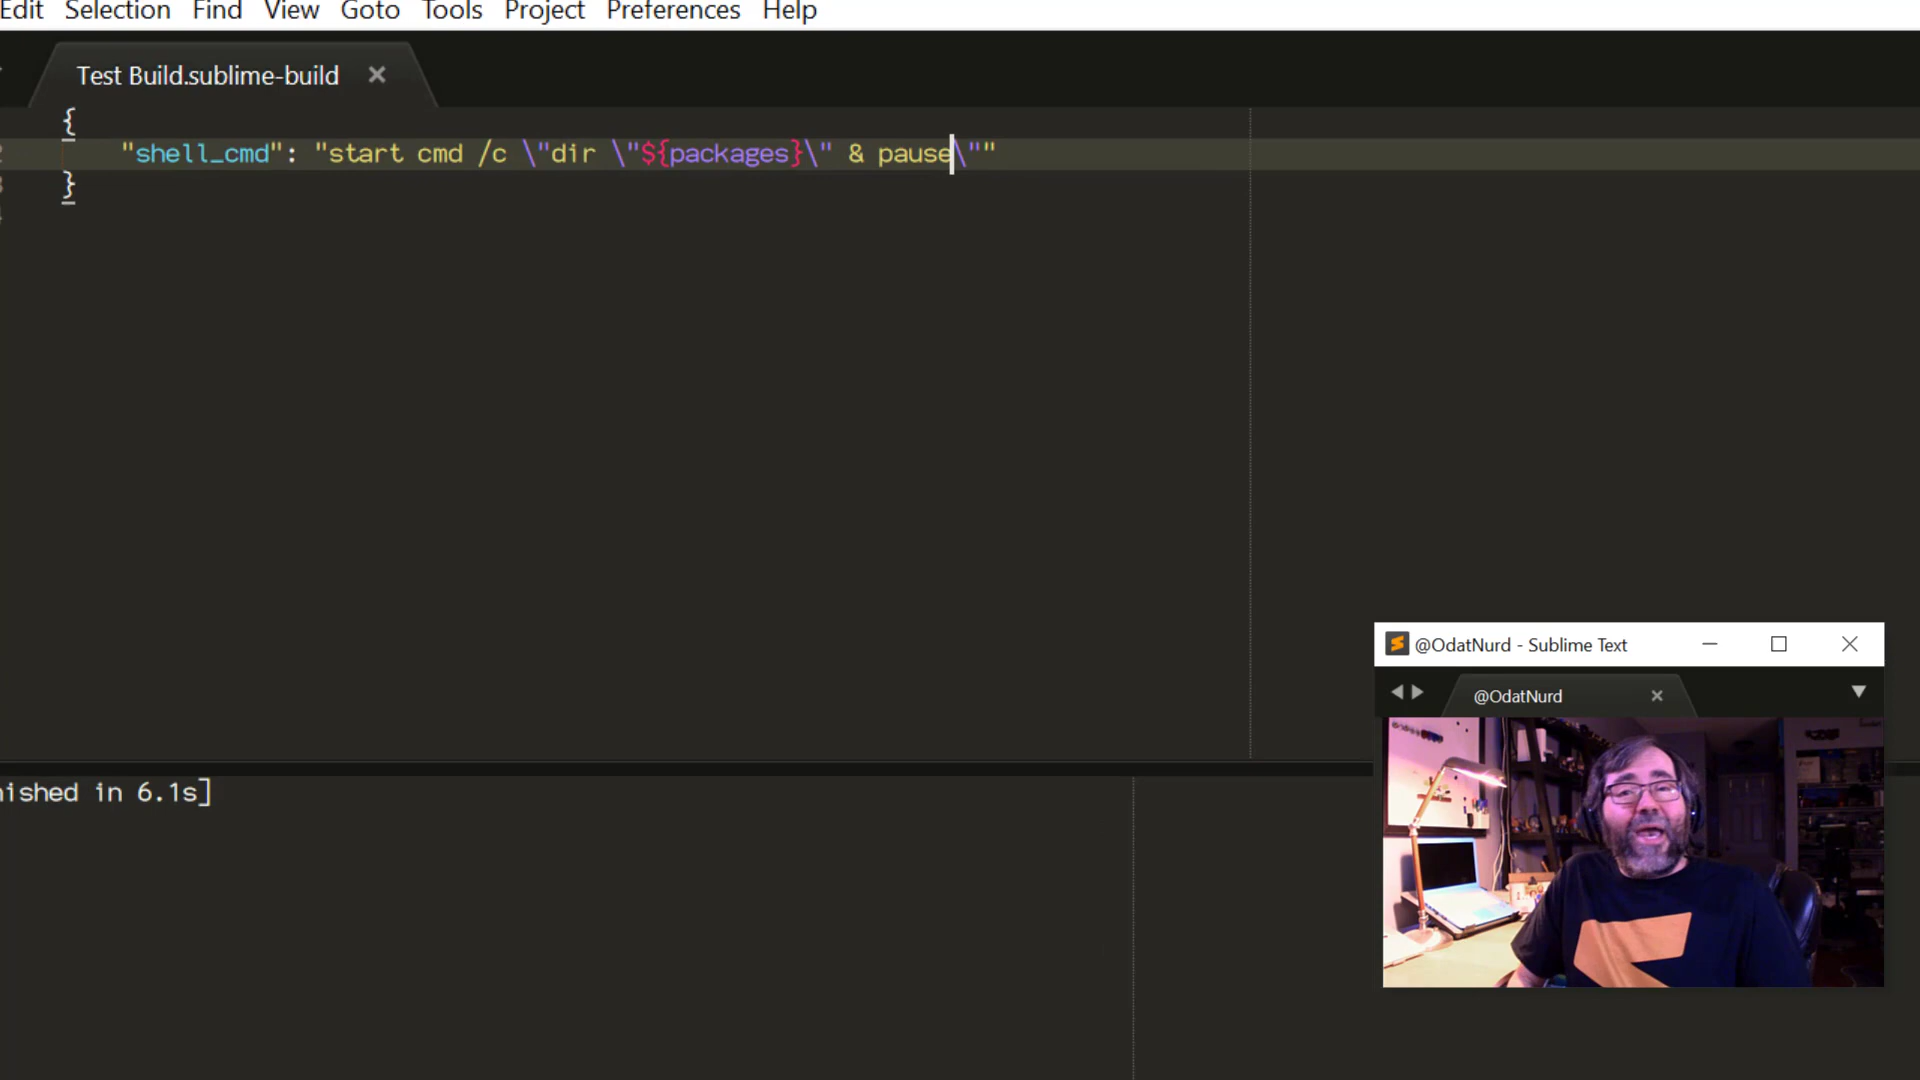 Edit Selection Find View Goto Tools Project Preferences Help
Test Build.sublime-build
{
"shell_cmd": "start cmd /c \"dir \"${packages}\" & pause\""
}
@OdatNurd - Sublime Text
@OdatNurd
nished in 6.1s]